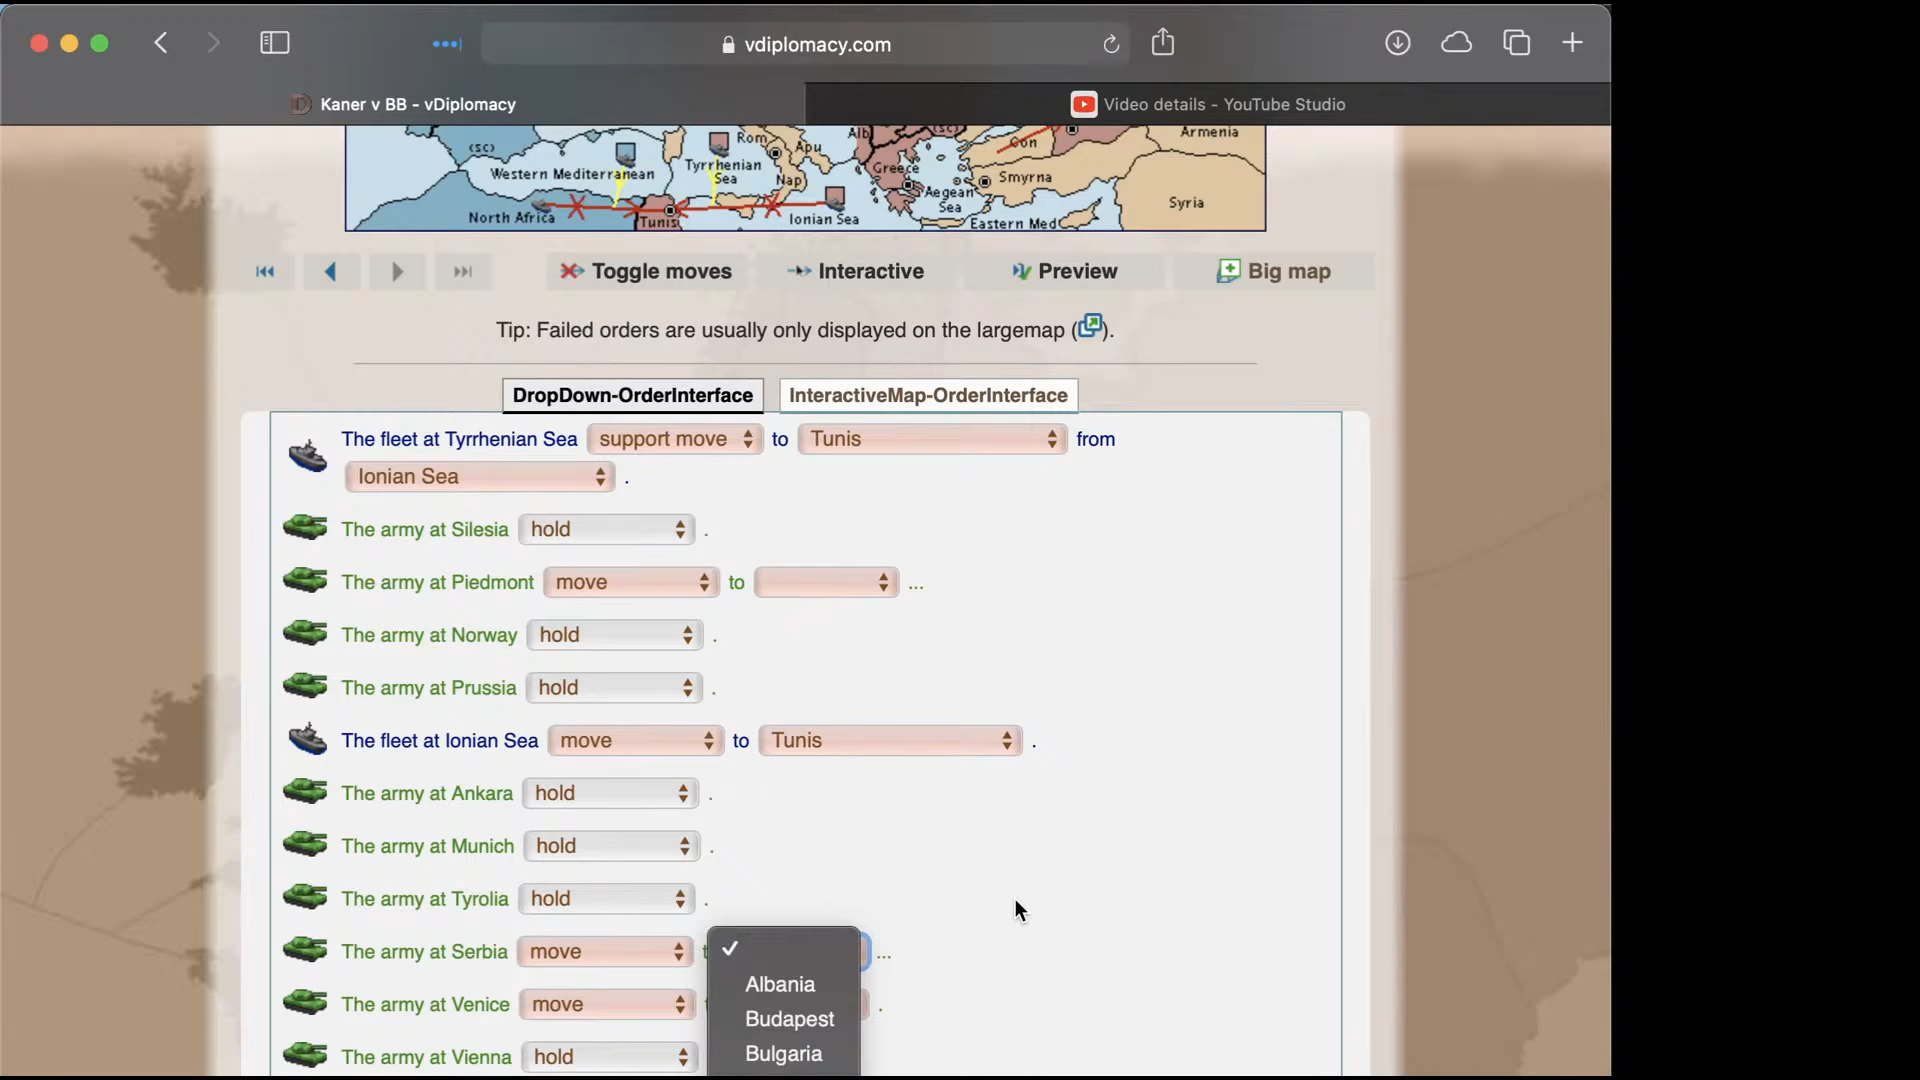 vdiplomacy.com
Kaner v BB - vDiplomacy
Video details - YouTube Studio
(sc)
Rom
Apu
Alb
(sc)
Con
Armenia
Western Mediterranean
Tyrrhenian
Sea
Nap
Greece
Aegean
Sea
Smyrna
Syria
North Africa
Tunis
Ionian Sea
Eastern Med
Toggle moves
Interactive
Preview
Big map
Tip: Failed orders are usually only displayed on the largemap ( ).
DropDown-OrderInterface
InteractiveMap-OrderInterface
The fleet at Tyrrhenian Sea support move to Tunis from
Ionian Sea .
The army at Silesia hold .
The army at Piedmont move to ...
The army at Norway hold .
The army at Prussia hold .
The fleet at Ionian Sea move to Tunis .
The army at Ankara hold .
The army at Munich hold .
The army at Tyrolia hold .
The army at Serbia move ...
Albania
The army at Venice move .
Budapest
Bulgaria
The army at Vienna hold